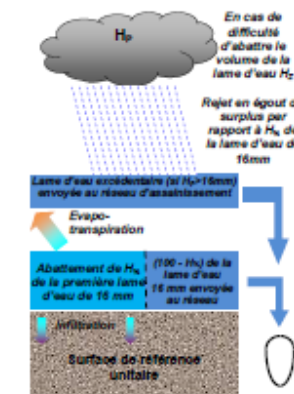 Hp
En cas de
difficulté
d'abattre le
volume de la
lame d'eau H
Rejet en égout d
surplus par
rapport à H% de
la lame d'eau de
16mm
Lame d'eau excédentaire (si Hp>16mm)
envoyée au réseau d'assainissement
Evapo-
transpiration
Abattement de H%
de la première lame
d'eau de 16 mm
(100 - H%) de la
lame d'eau
16 mm envoyée
au réseau
Infiltration
Surface de référence
unitaire